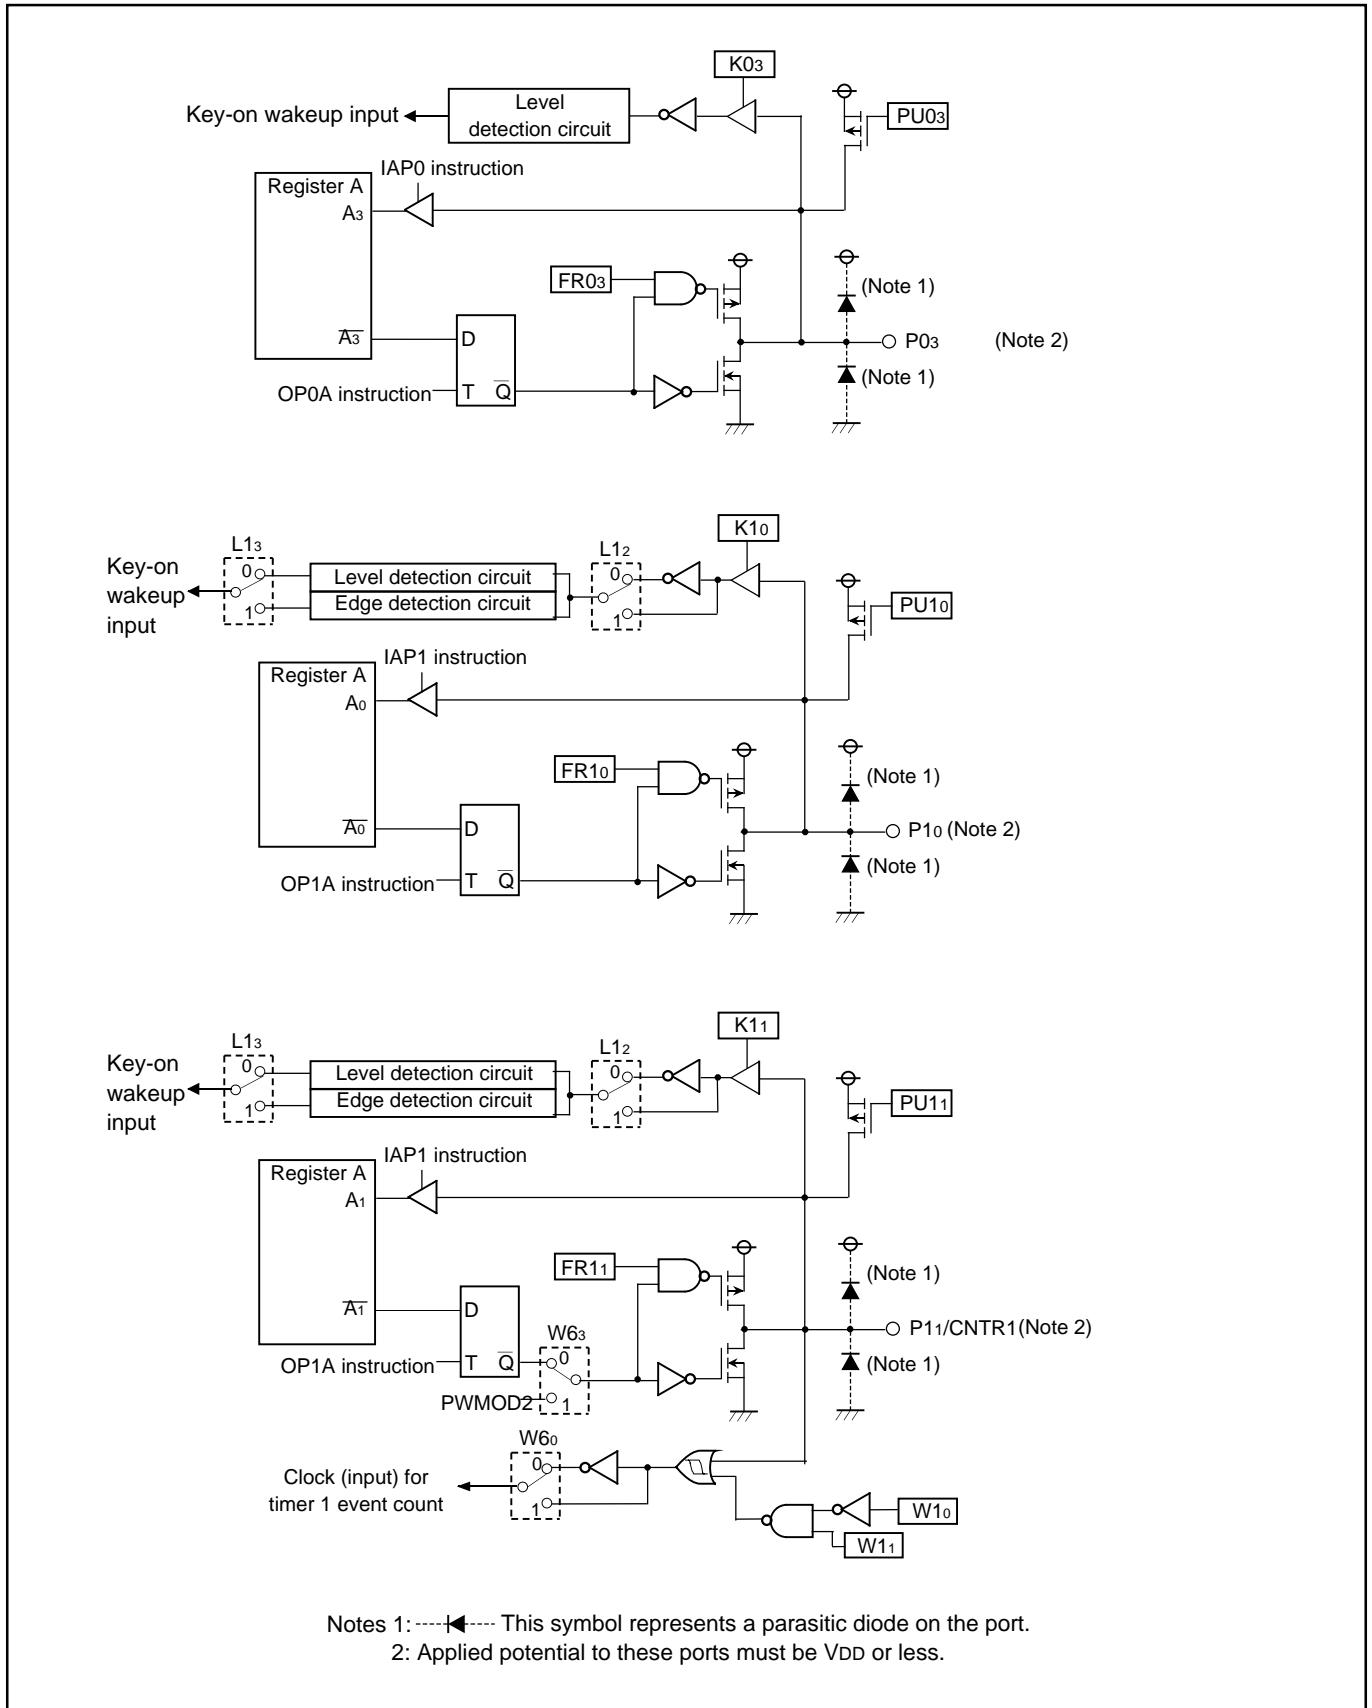 K03
Key-on wakeup input
Level
detection circuit
PU03
IAP0 instruction
Register A
A3
FR03
(Note 1)
A3
D
P03
(Note 2)
(Note 1)
OP0A instruction
T
Q
K10
L13
L12
Key-on
wakeup
input
0
1
Level detection circuit
Edge detection circuit
0
1
PU10
IAP1 instruction
Register A
A0
FR10
(Note 1)
A0
D
P10 (Note 2)
(Note 1)
OP1A instruction
T
Q
K11
L13
L12
Key-on
wakeup
input
0
1
Level detection circuit
Edge detection circuit
0
1
PU11
IAP1 instruction
Register A
A1
FR11
(Note 1)
A1
D
P11/CNTR1(Note 2)
W63
(Note 1)
OP1A instruction
T
Q
0
PWMOD2
1
W60
Clock (input) for
timer 1 event count
0
1
W10
W11
Notes 1: This symbol represents a parasitic diode on the port.
2: Applied potential to these ports must be VDD or less.